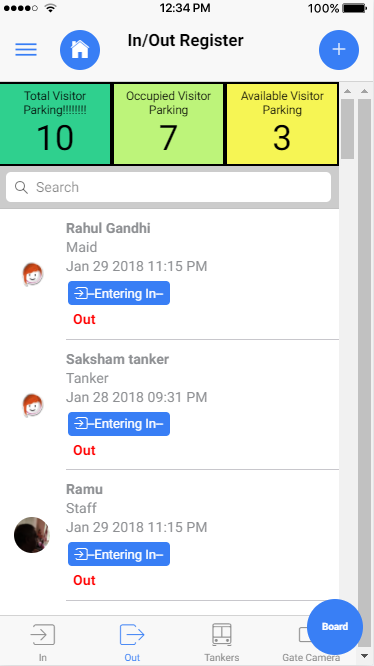 12:34 PM
100%
In/Out Register
Total Visitor
Parking!!!!!!!!
10
Occupied Visitor
Parking
7
Available Visitor
Parking
3
Search
Rahul Gandhi
Maid
Jan 29 2018 11:15 PM
--Entering In--
Out
Saksham tanker
Tanker
Jan 28 2018 09:31 PM
--Entering In--
Out
Ramu
Staff
Jan 29 2018 11:15 PM
--Entering In--
Out
Board
In
Out
Tankers
Gate Camera